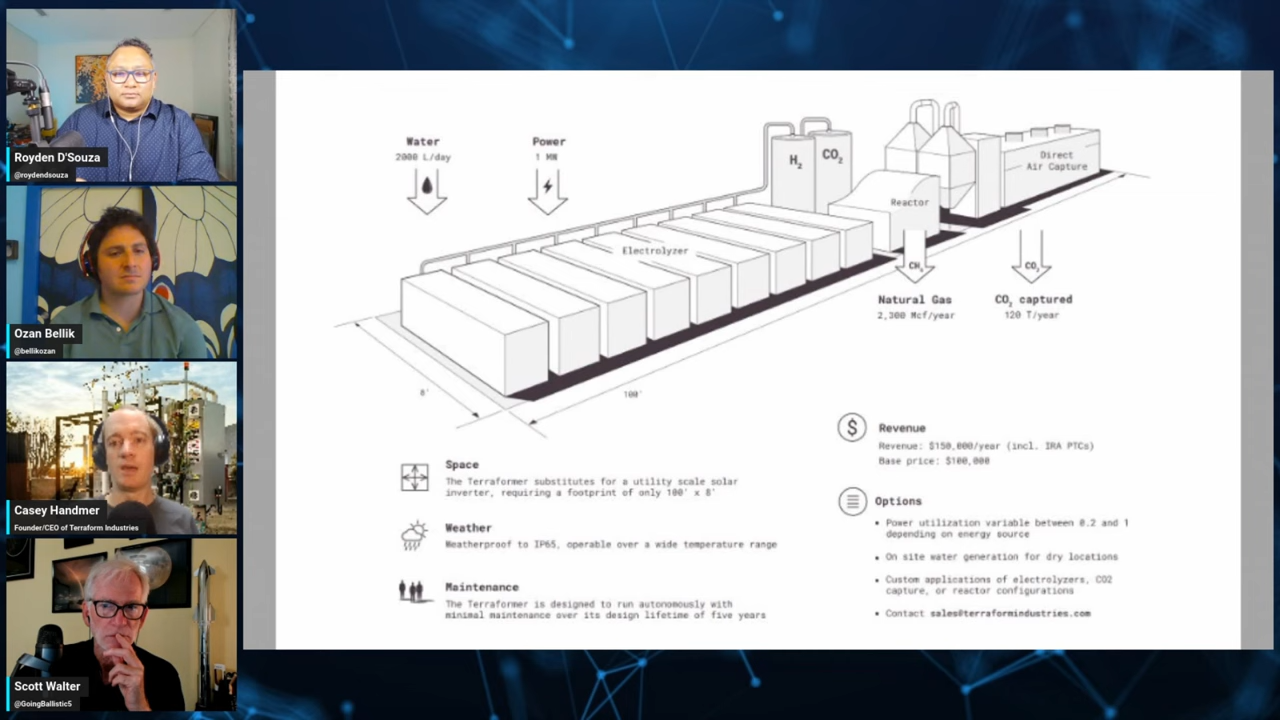 Royden D'Souza
@roydendsouza
Ozan Bellik
@bellikozan
Casey Handmer
Founder/CEO of Terraform Industries
Scott Walter
@GoingBallistic5
Water
2000 L/day
Power
1 MW
H2
CO2
Direct
Air Capture
Reactor
Electrolyzer
CH4
CO2
Natural Gas
2,300 Mcf/year
CO2 captured
120 T/year
8'
100'
Space
The Terraformer substitutes for a utility scale solar
inverter, requiring a footprint of only 100' x 8'
Weather
Weatherproof to IP65, operable over a wide temperature range
Maintenance
The Terraformer is designed to run autonomously with
minimal maintenance over its design lifetime of five years
$
Revenue
Revenue: $150,000/year (incl. IRA PTCs)
Base price: $100,000
Options
• Power utilization variable between 0.2 and 1
depending on energy source
• On site water generation for dry locations
• Custom applications of electrolyzers, CO2
capture, or reactor configurations
• Contact sales@terraformindustries.com